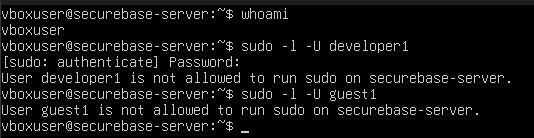 vboxuser@securebase-server:~$ whoami
vboxuser
vboxuser@securebase-server:~$ sudo -l -U developer1
[sudo: authenticate] Password:
User developer1 is not allowed to run sudo on securebase-server.
vboxuser@securebase-server:~$ sudo -l -U guest1
User guest1 is not allowed to run sudo on securebase-server.
vboxuser@securebase-server:~$ _